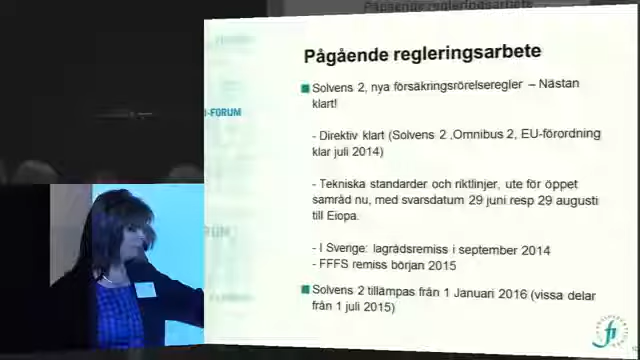 Pågående regleringsarbete
Pågående regleringsarbete
Solvens 2, nya försäkringsrörelseregler – Nästan
klart!
- Direktiv klart (Solvens 2 ,Omnibus 2, EU-förordning
klar juli 2014)
- Tekniska standarder och riktlinjer, ute för öppet
samråd nu, med svarsdatum 29 juni resp 29 augusti
till Eiopa.
- I Sverige: lagrådsremiss i september 2014
- FFFS remiss början 2015
Solvens 2 tillämpas från 1 Januari 2016 (vissa delar
från 1 juli 2015)
-FORUM
fi